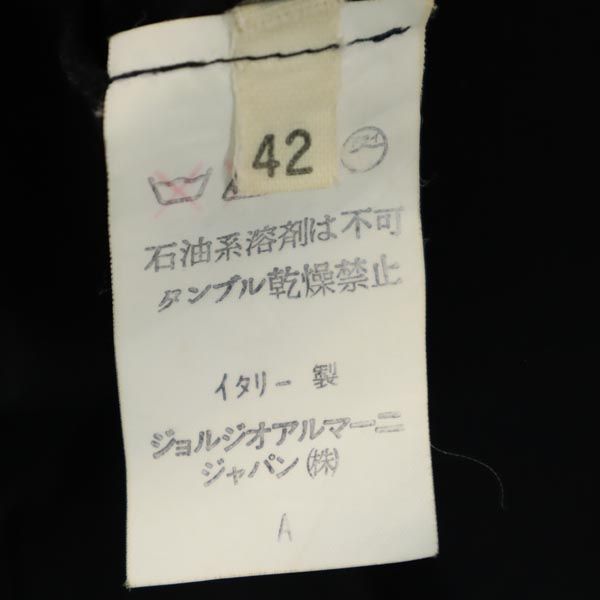 42
石油系溶剤は不可
タンブル乾燥禁止
イタリー 製
ジョルジオアルマーニ
ジャパン(株)
A